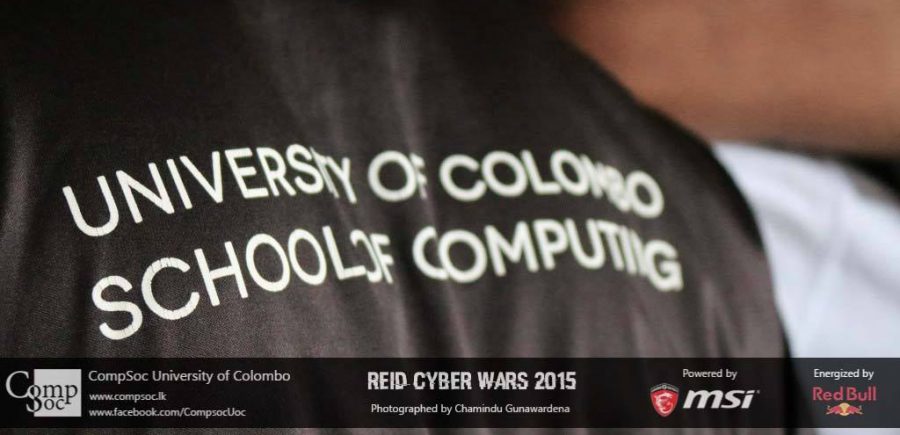 UNIVERSITY OF COLOMBO
SCHOOL OF COMPUTING
Comp
Soc
CompSoc University of Colombo
www.compsoc.lk
www.facebook.com/CompsocUoc
REID CYBER WARS 2015
Photographed by Chamindu Gunawardena
Powered by
msi
Energized by
Red Bull